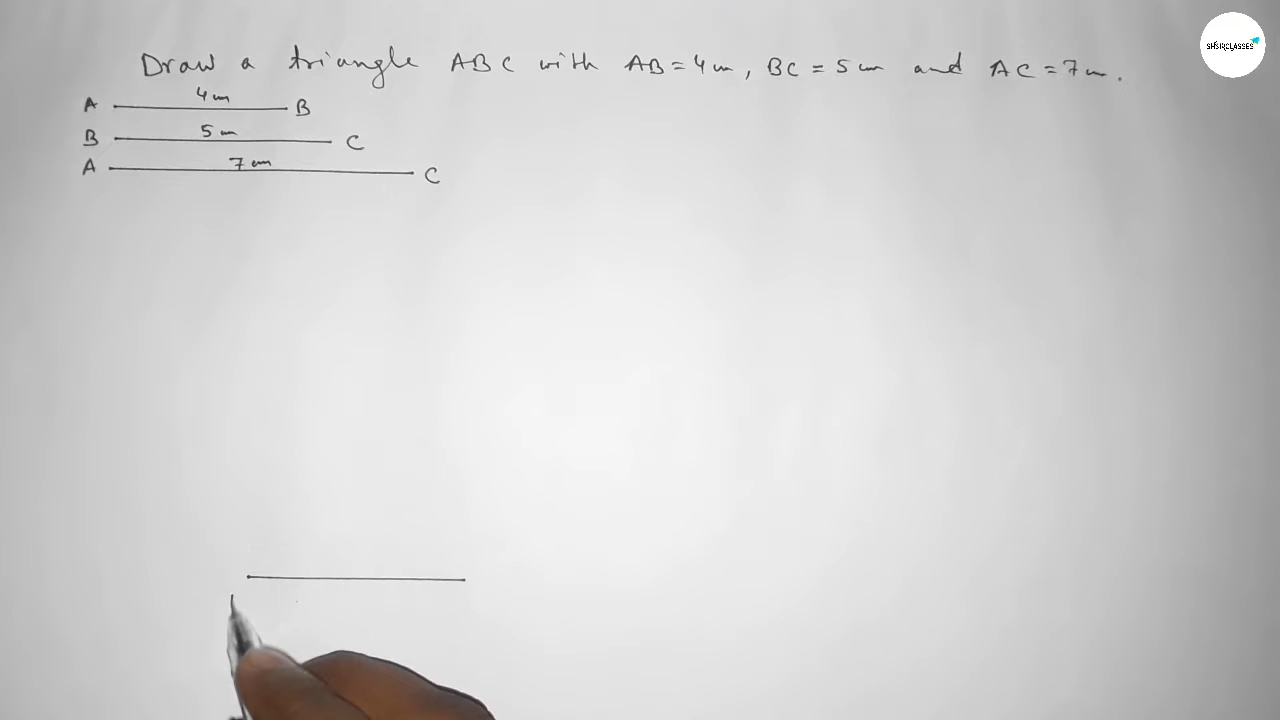 SHSIRCLASSES
Draw a triangle ABC with AB = 4 cm, BC = 5 cm and AC = 7 cm.
A 4 cm B
B 5 cm C
A 7 cm C